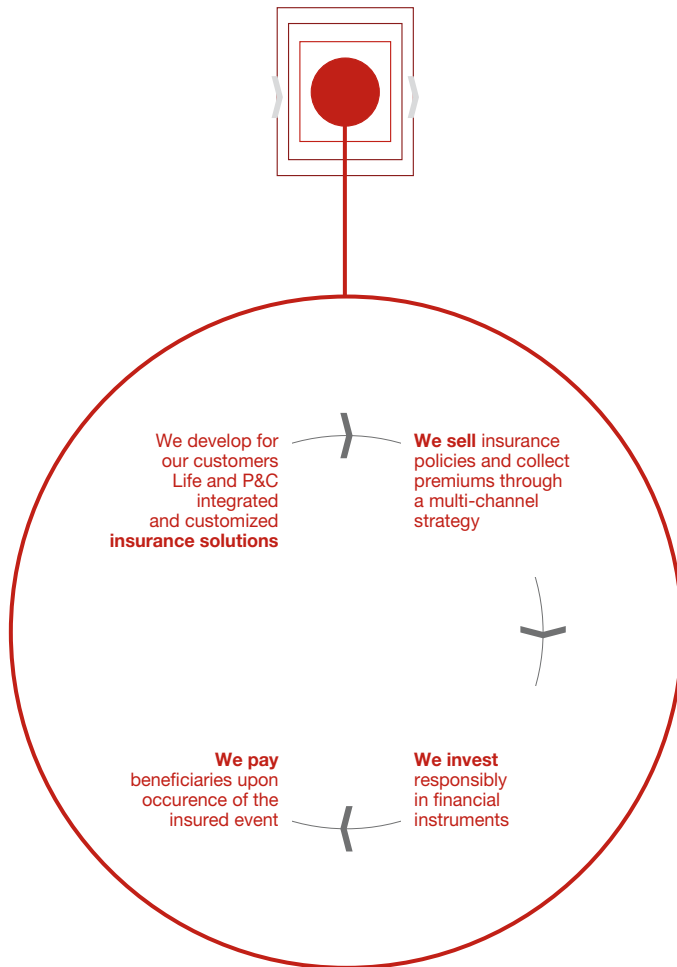 We develop for
our customers
Life and P&C
integrated
and customized
insurance solutions
We sell insurance
policies and collect
premiums through
a multi-channel
strategy
We invest
responsibly
in financial
instruments
We pay
beneficiaries upon
occurence of the
insured event